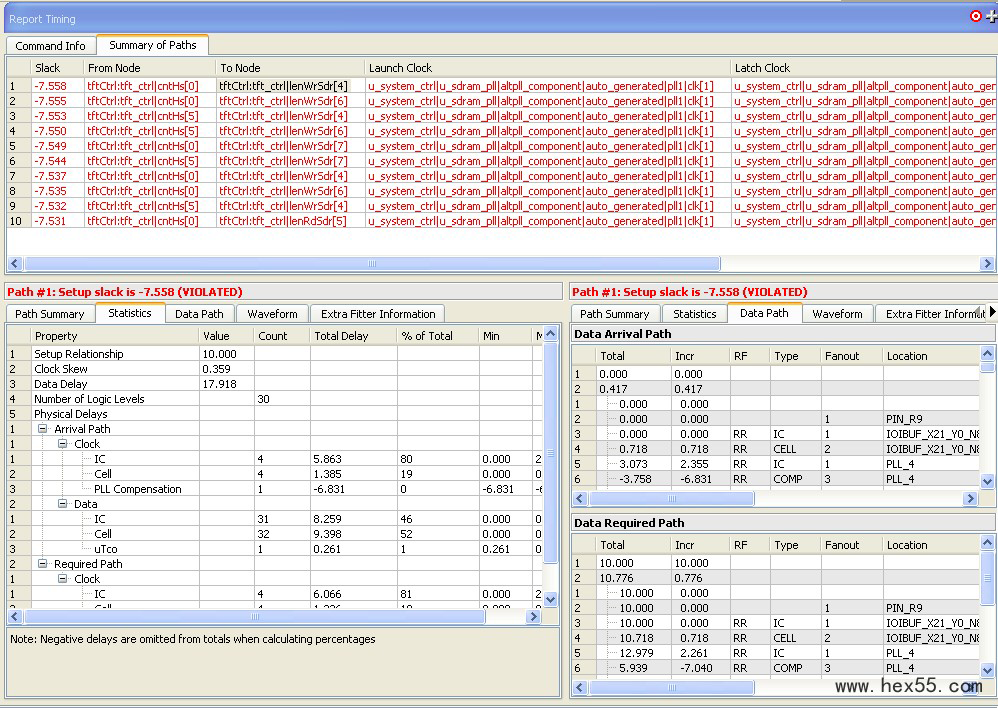 Report Timing
Command Info Summary of Paths
Slack From Node To Node Launch Clock Latch Clock
1 -7.558 tftCtrl:tft_ctrl|cntHs[0] tftCtrl:tft_ctrl|lenWrSdr[4] u_system_ctrl|u_sdram_pll|altpll_component|auto_generated|pll1|clk[1] u_system_ctrl|u_sdram_pll|altpll_component|auto_ger
2 -7.555 tftCtrl:tft_ctrl|cntHs[0] tftCtrl:tft_ctrl|lenWrSdr[6] u_system_ctrl|u_sdram_pll|altpll_component|auto_generated|pll1|clk[1] u_system_ctrl|u_sdram_pll|altpll_component|auto_ger
3 -7.553 tftCtrl:tft_ctrl|cntHs[5] tftCtrl:tft_ctrl|lenWrSdr[4] u_system_ctrl|u_sdram_pll|altpll_component|auto_generated|pll1|clk[1] u_system_ctrl|u_sdram_pll|altpll_component|auto_ger
4 -7.550 tftCtrl:tft_ctrl|cntHs[5] tftCtrl:tft_ctrl|lenWrSdr[6] u_system_ctrl|u_sdram_pll|altpll_component|auto_generated|pll1|clk[1] u_system_ctrl|u_sdram_pll|altpll_component|auto_ger
5 -7.549 tftCtrl:tft_ctrl|cntHs[0] tftCtrl:tft_ctrl|lenWrSdr[7] u_system_ctrl|u_sdram_pll|altpll_component|auto_generated|pll1|clk[1] u_system_ctrl|u_sdram_pll|altpll_component|auto_ger
6 -7.544 tftCtrl:tft_ctrl|cntHs[5] tftCtrl:tft_ctrl|lenWrSdr[7] u_system_ctrl|u_sdram_pll|altpll_component|auto_generated|pll1|clk[1] u_system_ctrl|u_sdram_pll|altpll_component|auto_ger
7 -7.537 tftCtrl:tft_ctrl|cntHs[0] tftCtrl:tft_ctrl|lenWrSdr[4] u_system_ctrl|u_sdram_pll|altpll_component|auto_generated|pll1|clk[1] u_system_ctrl|u_sdram_pll|altpll_component|auto_ger
8 -7.535 tftCtrl:tft_ctrl|cntHs[0] tftCtrl:tft_ctrl|lenWrSdr[6] u_system_ctrl|u_sdram_pll|altpll_component|auto_generated|pll1|clk[1] u_system_ctrl|u_sdram_pll|altpll_component|auto_ger
9 -7.532 tftCtrl:tft_ctrl|cntHs[5] tftCtrl:tft_ctrl|lenWrSdr[4] u_system_ctrl|u_sdram_pll|altpll_component|auto_generated|pll1|clk[1] u_system_ctrl|u_sdram_pll|altpll_component|auto_ger
10 -7.531 tftCtrl:tft_ctrl|cntHs[0] tftCtrl:tft_ctrl|lenRdSdr[5] u_system_ctrl|u_sdram_pll|altpll_component|auto_generated|pll1|clk[1] u_system_ctrl|u_sdram_pll|altpll_component|auto_ger
Path #1: Setup slack is -7.558 (VIOLATED)
Path Summary Statistics Data Path Waveform Extra Fitter Information
Property Value Count Total Delay % of Total Min
1 Setup Relationship 10.000
2 Clock Skew 0.359
3 Data Delay 17.918
4 Number of Logic Levels 30
5 Physical Delays
1 Arrival Path
1 Clock
1 IC 4 5.863 80 0.000 2
2 Cell 4 1.385 19 0.000 0
3 PLL Compensation 1 -6.831 0 -6.831 -6
2 Data
1 IC 31 8.259 46 0.000 0
2 Cell 32 9.398 52 0.000 0
3 uTco 1 0.261 1 0.261 0
2 Required Path
1 Clock
1 IC 4 6.066 81 0.000 2
Note: Negative delays are omitted from totals when calculating percentages
Path #1: Setup slack is -7.558 (VIOLATED)
Path Summary Statistics Data Path Waveform Extra Fitter
Data Arrival Path
Total Incr RF Type Fanout Location
1 0.000 0.000
2 0.417 0.417
1 0.000 0.000
2 0.000 0.000 1 PIN_R9
3 0.000 0.000 RR IC 1 IOIBUF_X21_Y0_N8
4 0.718 0.718 RR CELL 2 IOIBUF_X21_Y0_N8
5 3.073 2.355 RR IC 1 PLL_4
6 -3.758 -6.831 RR COMP 3 PLL_4
Data Required Path
Total Incr RF Type Fanout Location
1 10.000 10.000
2 10.776 0.776
1 10.000 0.000
2 10.000 0.000 1 PIN_R9
3 10.000 0.000 RR IC 1 IOIBUF_X21_Y0_N8
4 10.718 0.718 RR CELL 2 IOIBUF_X21_Y0_N8
5 12.979 2.261 RR IC 1 PLL_4
6 5.939 -7.040 RR COMP 3 PLL_4
www.hex55.com